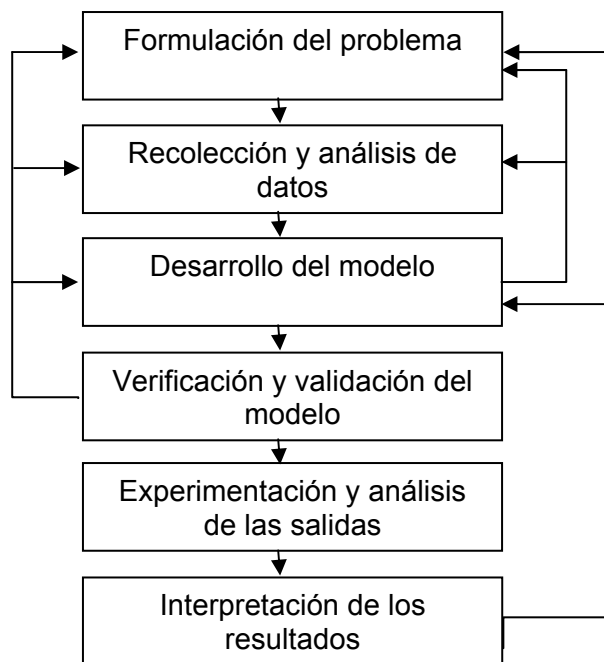 Formulación del problema
Recolección y análisis de
datos
Desarrollo del modelo
Verificación y validación del
modelo
Experimentación y análisis
de las salidas
Interpretación de los
resultados